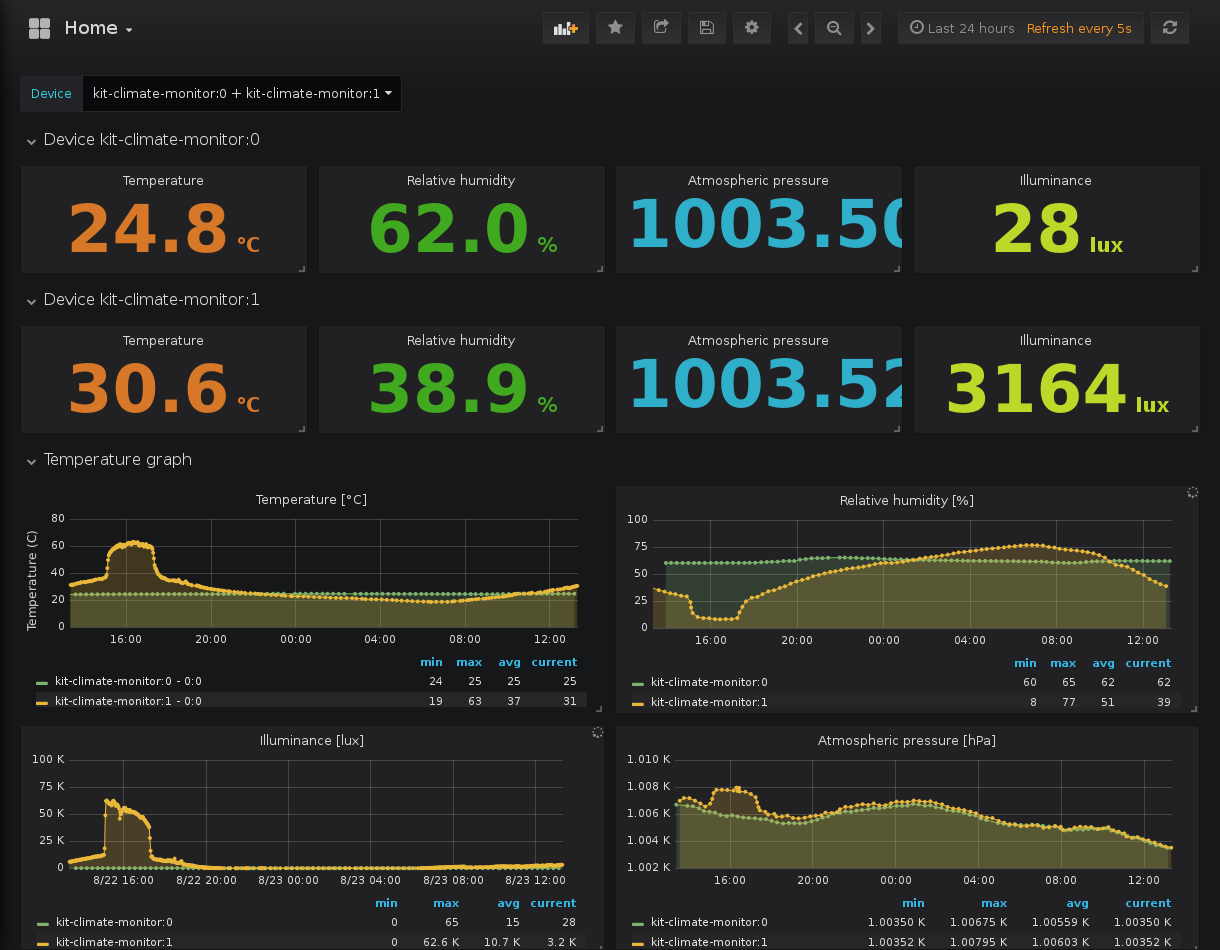 Home
Last 24 hours Refresh every 5s
Device kit-climate-monitor:0 + kit-climate-monitor:1
Device kit-climate-monitor:0
Temperature Relative humidity Atmospheric pressure Illuminance
24.8 °C 62.0 % 1003.50 28 lux
Device kit-climate-monitor:1
Temperature Relative humidity Atmospheric pressure Illuminance
30.6 °C 38.9 % 1003.52 3164 lux
Temperature graph
Temperature [°C]
Temperature (C)
80
60
40
20
0
16:00 20:00 00:00 04:00 08:00 12:00
min max avg current
kit-climate-monitor:0 - 0:0 24 25 25 25
kit-climate-monitor:1 - 0:0 19 63 37 31
Relative humidity [%]
100
75
50
25
0
16:00 20:00 00:00 04:00 08:00 12:00
min max avg current
kit-climate-monitor:0 60 65 62 62
kit-climate-monitor:1 8 77 51 39
Illuminance [lux]
100 K
75 K
50 K
25 K
0
8/22 16:00 8/22 20:00 8/23 00:00 8/23 04:00 8/23 08:00 8/23 12:00
min max avg current
kit-climate-monitor:0 0 65 15 28
kit-climate-monitor:1 0 62.6 K 10.7 K 3.2 K
Atmospheric pressure [hPa]
1.010 K
1.008 K
1.006 K
1.004 K
1.002 K
16:00 20:00 00:00 04:00 08:00 12:00
min max avg current
kit-climate-monitor:0 1.00350 K 1.00675 K 1.00559 K 1.00350 K
kit-climate-monitor:1 1.00352 K 1.00795 K 1.00603 K 1.00352 K